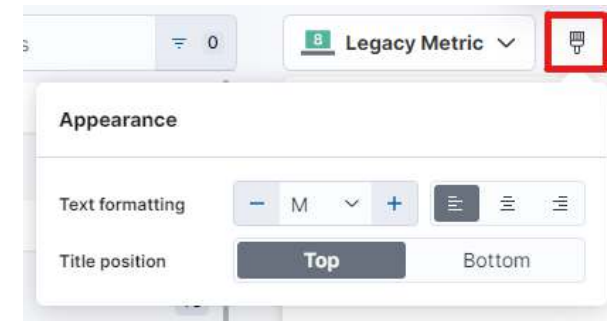 s
0
8 Legacy Metric
Appearance
Text formatting
M
Title position
Top
Bottom